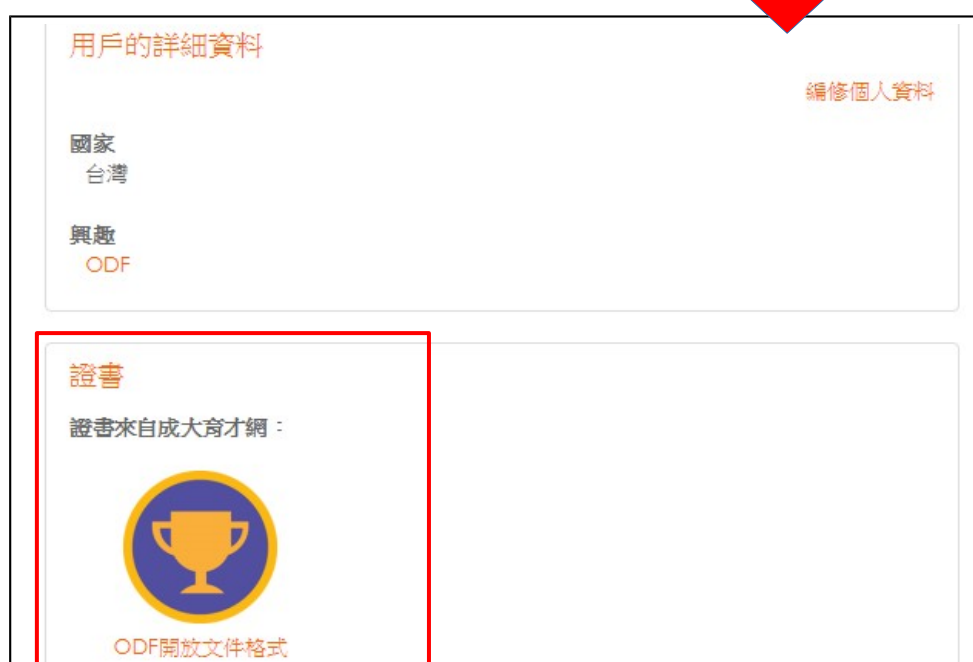 用戶的詳細資料
編修個人資料
國家
台灣
興趣
ODF
證書
證書來自成大育才網：
ODF開放文件格式